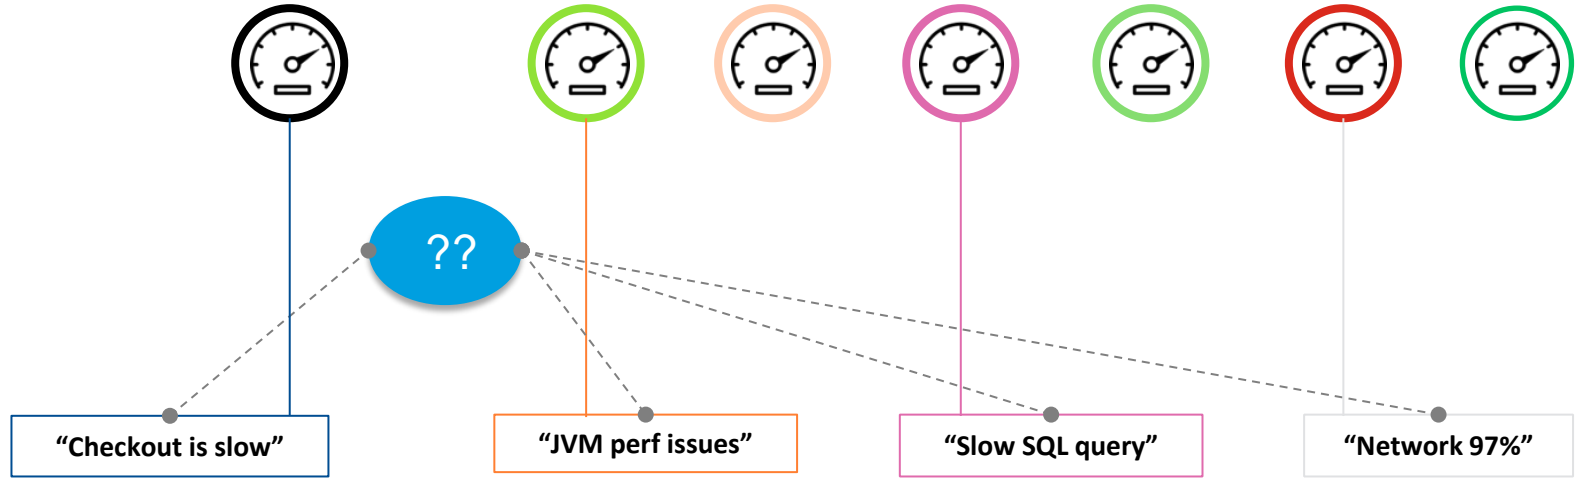 ??
“Checkout is slow”
“JVM perf issues”
“Slow SQL query”
“Network 97%”